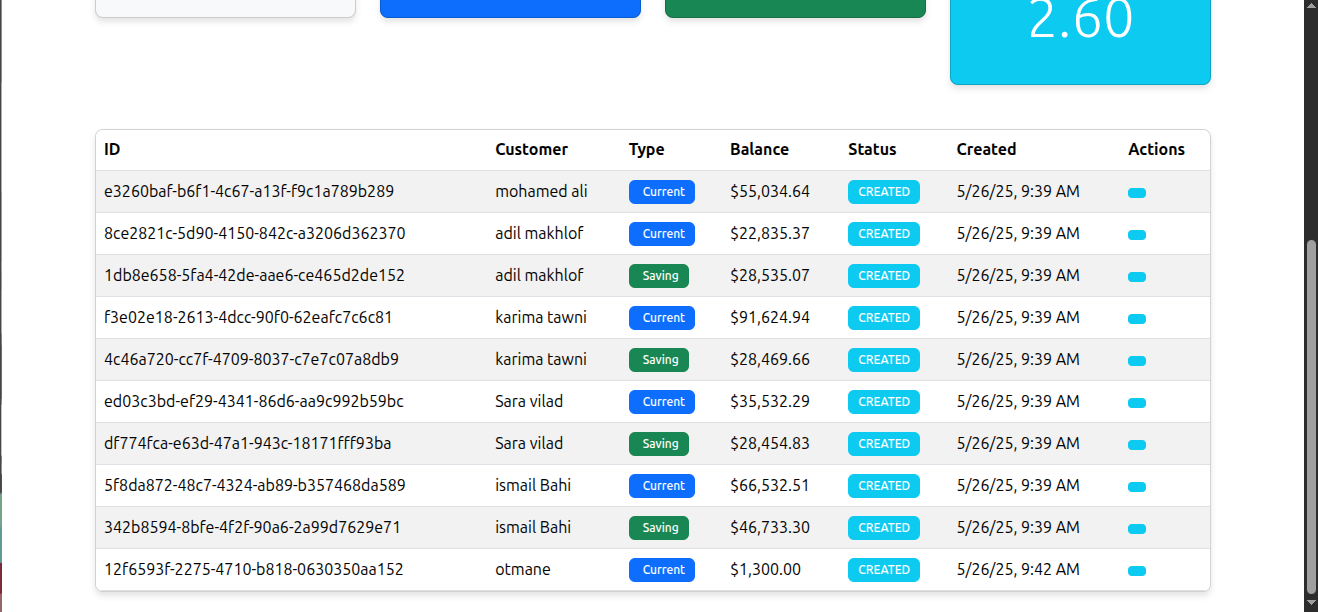 2.60
ID Customer Type Balance Status Created Actions
e3260baf-b6f1-4c67-a13f-f9c1a789b289 mohamed ali Current $55,034.64 CREATED 5/26/25, 9:39 AM
8ce2821c-5d90-4150-842c-a3206d362370 adil makhlof Current $22,835.37 CREATED 5/26/25, 9:39 AM
1db8e658-5fa4-42de-aae6-ce465d2de152 adil makhlof Saving $28,535.07 CREATED 5/26/25, 9:39 AM
f3e02e18-2613-4dcc-90f0-62eafc7c6c81 karima tawni Current $91,624.94 CREATED 5/26/25, 9:39 AM
4c46a720-cc7f-4709-8037-c7e7c07a8db9 karima tawni Saving $28,469.66 CREATED 5/26/25, 9:39 AM
ed03c3bd-ef29-4341-86d6-aa9c992b59bc Sara vilad Current $35,532.29 CREATED 5/26/25, 9:39 AM
df774fca-e63d-47a1-943c-18171fff93ba Sara vilad Saving $28,454.83 CREATED 5/26/25, 9:39 AM
5f8da872-48c7-4324-ab89-b357468da589 ismail Bahi Current $66,532.51 CREATED 5/26/25, 9:39 AM
342b8594-8bfe-4f2f-90a6-2a99d7629e71 ismail Bahi Saving $46,733.30 CREATED 5/26/25, 9:39 AM
12f6593f-2275-4710-b818-0630350aa152 otmane Current $1,300.00 CREATED 5/26/25, 9:42 AM